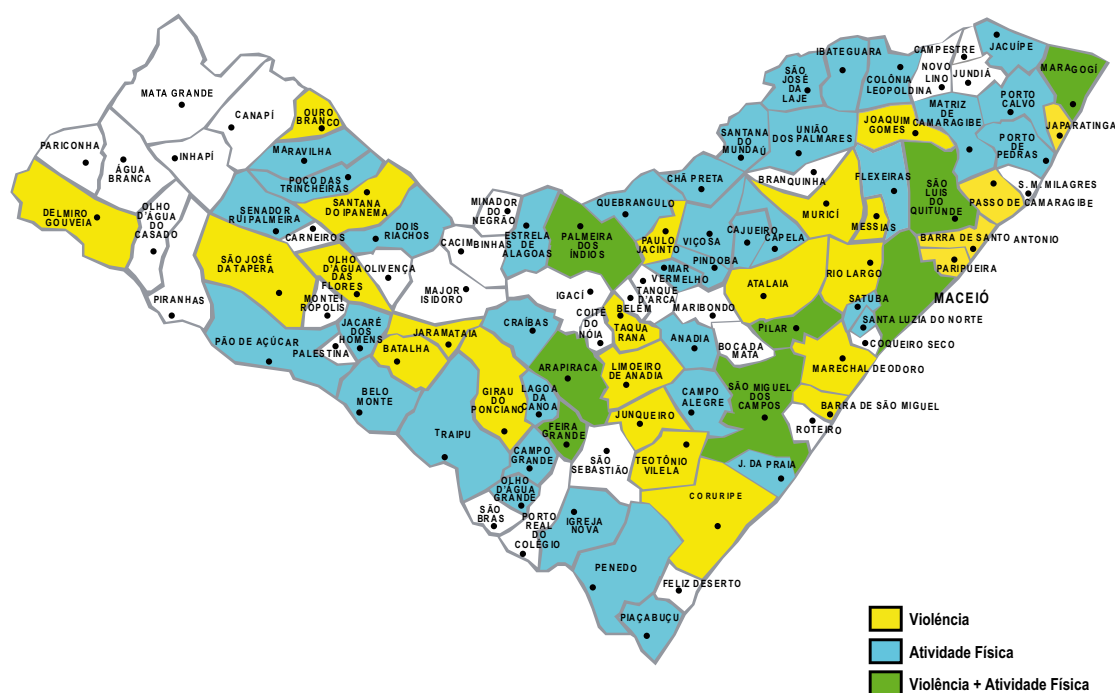 MATA GRANDE
CANAPÍ
PARICONHA
ÁGUA
BRANCA
INHAPÍ
DELMIRO
GOUVEIA
OLHO
D'ÁGUA
DO
CASADO
PIRANHAS
OURO
BRANCO
MARAVILHA
POÇO DAS
TRINCHEIRAS
SANTANA
DO IPANEMA
SENADOR
RUI PALMEIRA
CARNEIROS
DOIS
RIACHOS
SÃO JOSÉ
DA TAPERA
OLHO
D'ÁGUA
DAS
FLORES
OLIVENÇA
MONTEI
RÓPOLIS
PÃO DE AÇÚCAR
PALESTINA
JACARÉ
DOS
HOMENS
BATALHA
JARAMATAIA
MAJOR
ISIDORO
CACIMBINHAS
MINADOR
DO
NEGRÃO
ESTRELA
DE
ALAGOAS
PALMEIRA
DOS
ÍNDIOS
QUEBRANGULO
PAULO
JACINTO
CHÃ PRETA
VIÇOSA
CAJUEIRO
CAPELA
PINDOBA
MAR
VERMELHO
TANQUE
D'ARCA
BELÉM
MARIBONDO
IGACÍ
COITÉ
DO
NÓIA
TAQUA
RANA
CRAÍBAS
ARAPIRACA
LIMOEIRO
DE ANADIA
ANADIA
BOCA DA
MATA
BELO
MONTE
TRAIPU
GIRAU
DO
PONCIANO
LAGOA
DA
CANOA
FEIRA
GRANDE
CAMPO
GRANDE
OLHO
D'ÁGUA
GRANDE
SÃO
BRAS
PORTO
REAL
DO
COLÉGIO
SÃO
SEBASTIÃO
IGREJA
NOVA
PENEDO
PIAÇABUÇU
FELIZ DESERTO
CORURIPE
TEOTÔNIO
VILELA
JUNQUEIRO
CAMPO
ALEGRE
SÃO MIGUEL
DOS
CAMPOS
J. DA PRAIA
ROTEIRO
BARRA DE SÃO MIGUEL
MARECHAL DEODORO
PILAR
ATALAIA
COQUEIRO SECO
SANTA LUZIA DO NORTE
SATUBA
MACEIÓ
RIO LARGO
PARIPUEIRA
BARRA DE SANTO ANTONIO
MESSIAS
MURICÍ
BRANQUINHA
FLEXEIRAS
SÃO
LUIS
DO
QUITUNDE
PASSO DE
CAMARAGIBE
S. M. MILAGRES
PORTO
DE
PEDRAS
JAPARATINGA
PORTO
CALVO
MARAGOGÍ
JACUÍPE
CAMPESTRE
NOVO
LINO
JUNDIÁ
MATRIZ
DE
CAMARAGIBE
JOAQUIM
GOMES
COLÔNIA
LEOPOLDINA
IBATEGUARA
SÃO
JOSÉ
DA
LAJE
UNIÃO
DOS PALMARES
SANTANA
DO
MUNDAÚ
Violéncia
Atividade Física
Violência + Atividade Física